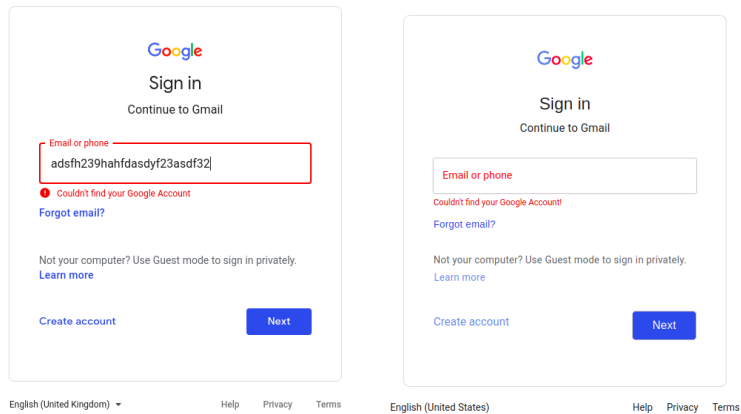 Google
Sign in
Continue to Gmail
Email or phone
adsfh239hahfdasdyf23asdf32
Couldn't find your Google Account
Forgot email?
Not your computer? Use Guest mode to sign in privately.
Learn more
Create account
Next
English (United Kingdom)
Help
Privacy
Terms
Google
Sign in
Continue to Gmail
Email or phone
Couldn't find your Google Account!
Forgot email?
Not your computer? Use Guest mode to sign in privately.
Learn more
Create account
Next
English (United States)
Help
Privacy
Terms